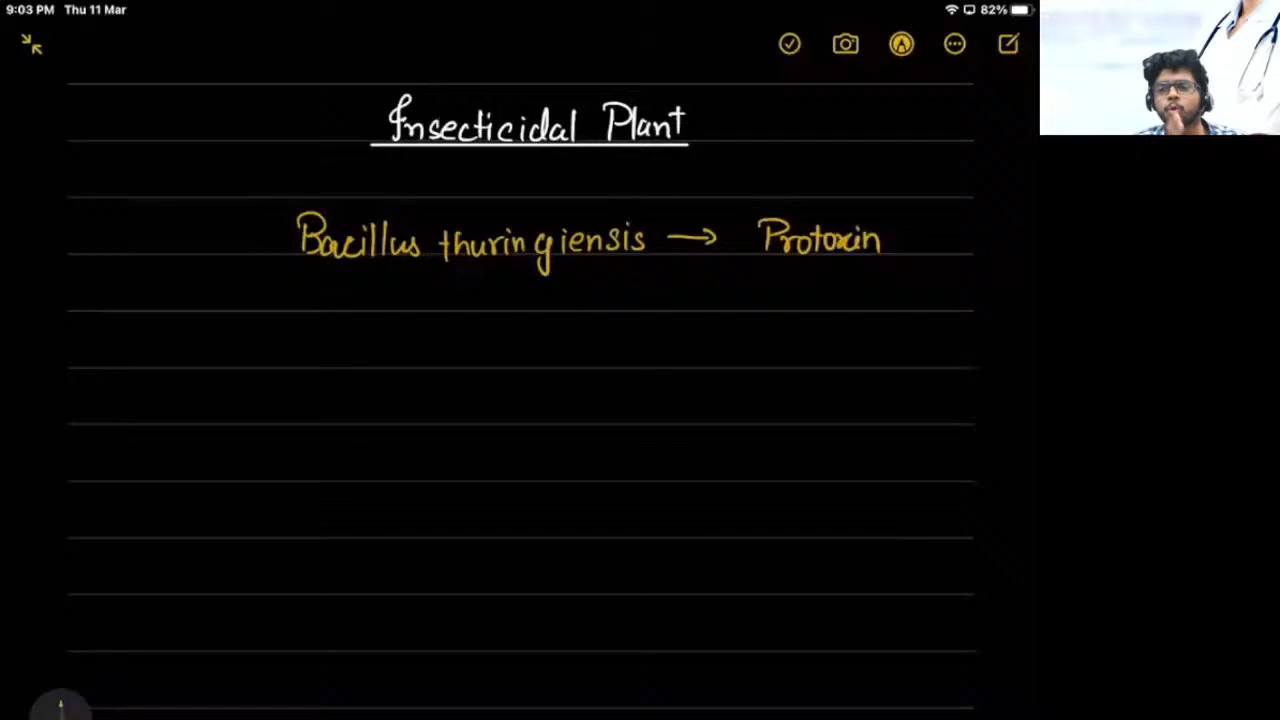 9:03 PM Thu 11 Mar 82%
Insecticidal Plant
Bacillus thuringiensis → Protoxin